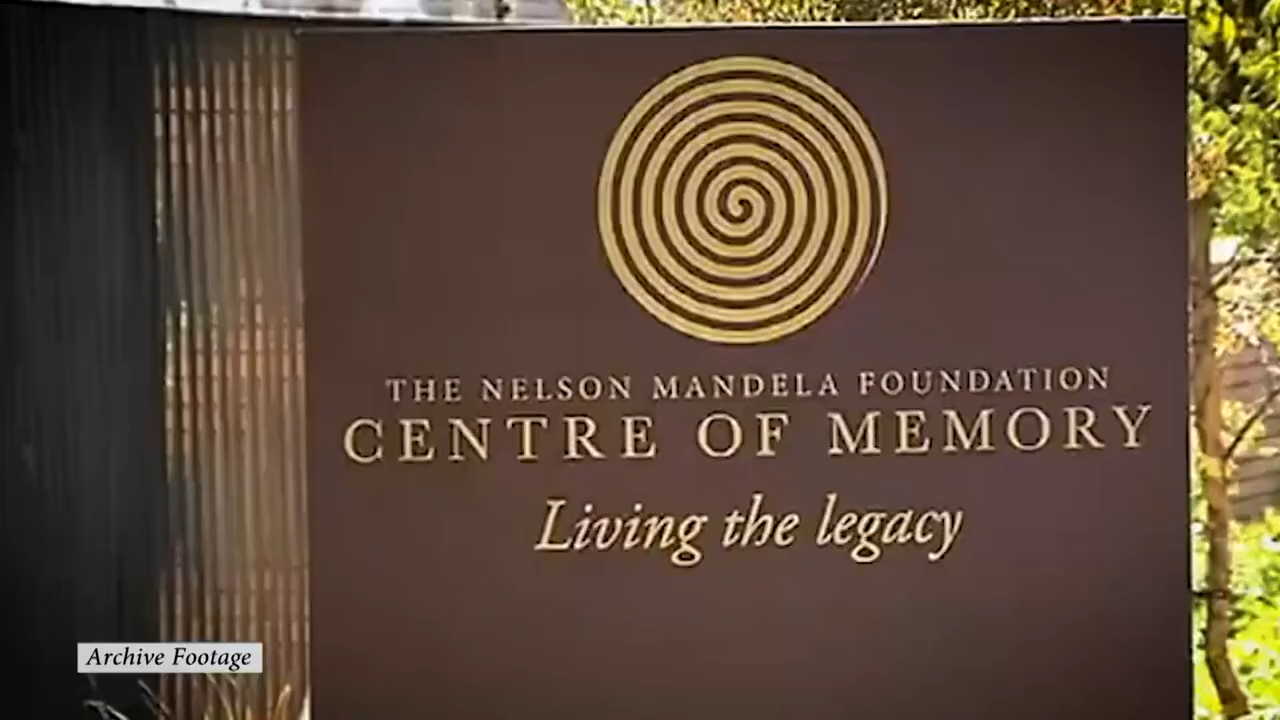 THE NELSON MANDELA FOUNDATION
CENTRE OF MEMORY
Living the legacy
Archive Footage